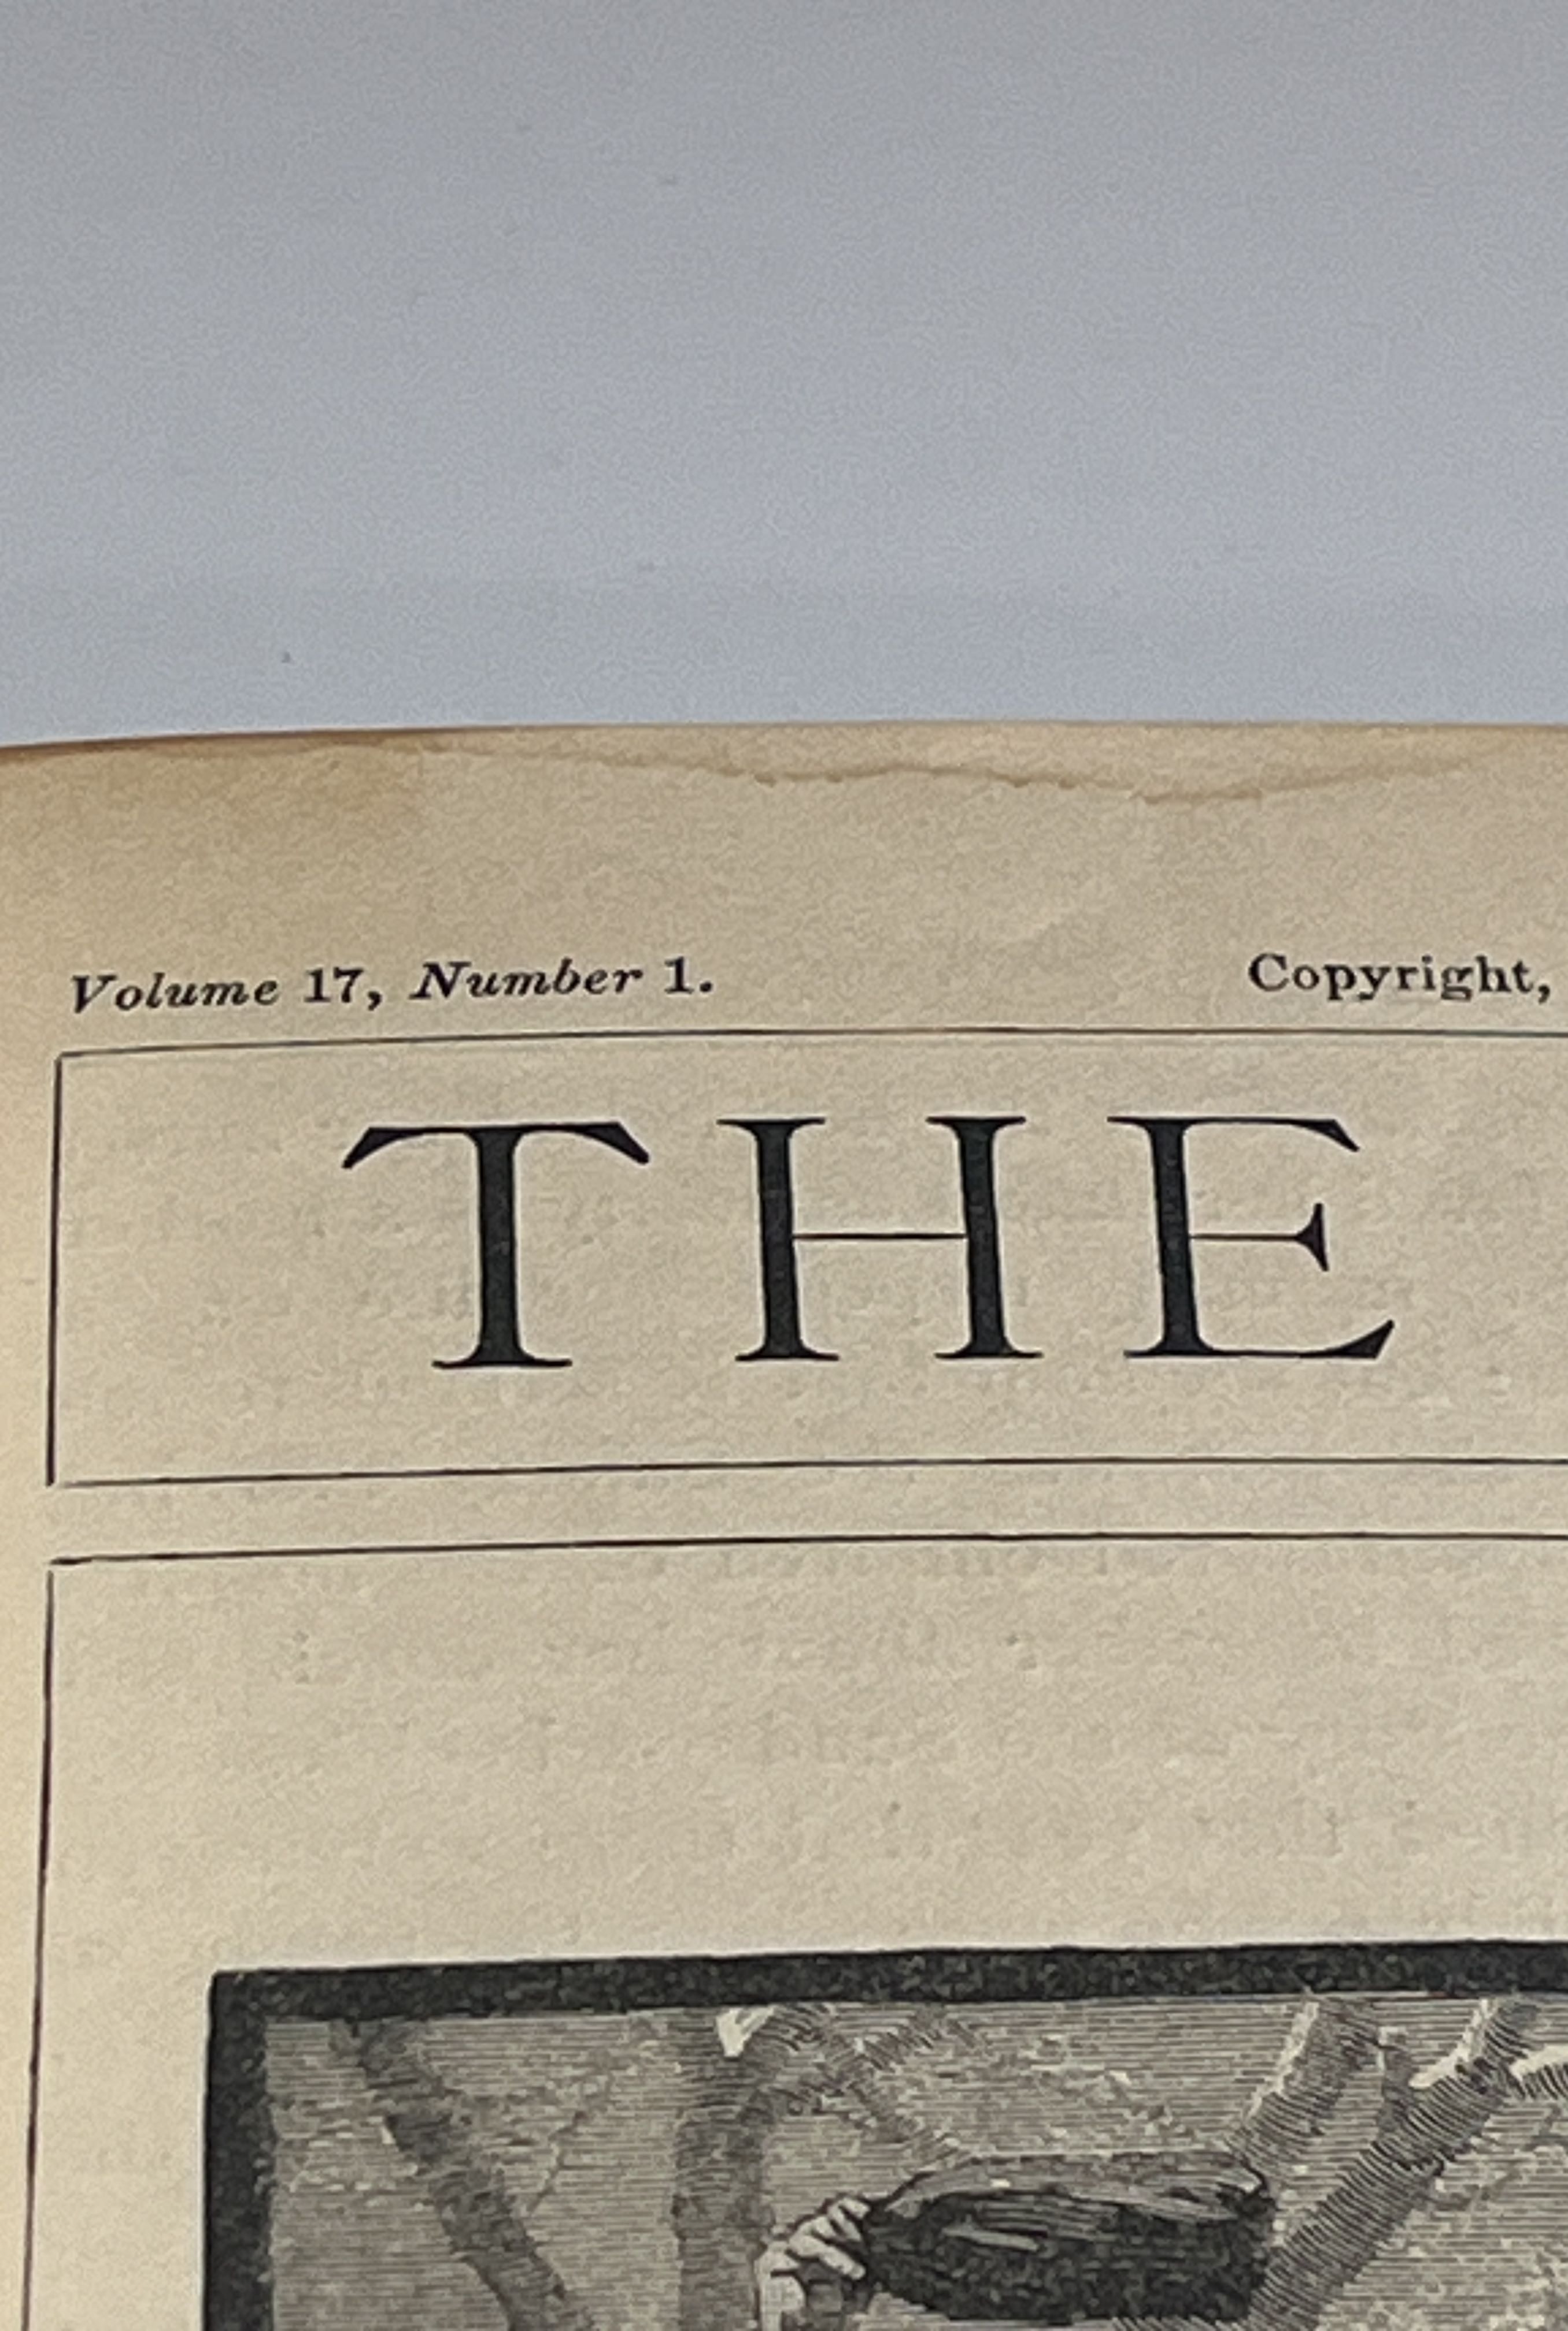 Volume 17, Number 1. Copyright,
THE